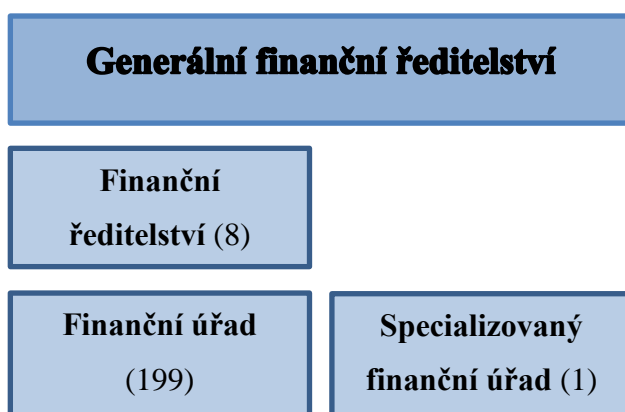 Generální finanční ředitelství
Finanční
ředitelství (8)
Finanční úřad
(199)
Specializovaný
finanční úřad (1)